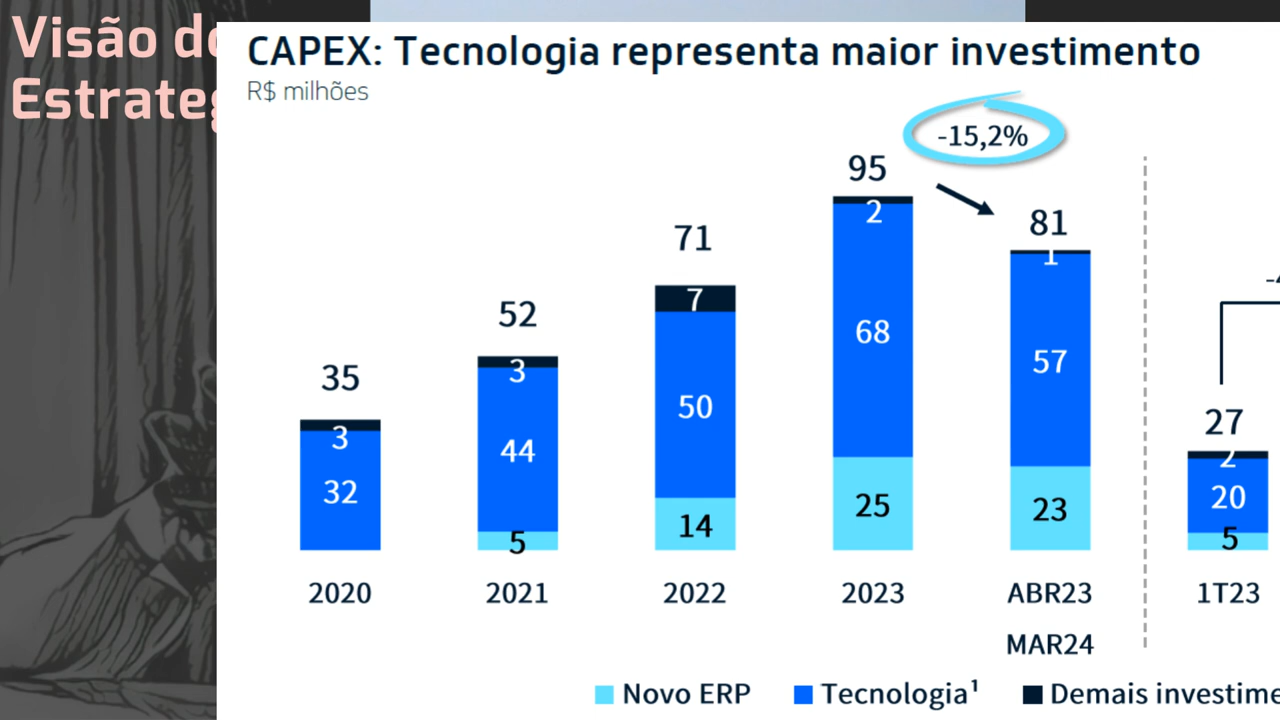 Visão
Estrate
CAPEX: Tecnologia representa maior investimento
R$ milhões
-15,2%
95
2
81
1
71
7
68
57
52
3
50
44
35
3
32
27
2
20
5
25
23
14
5
2020
2021
2022
2023
ABR23
MAR24
1T23
Novo ERP
Tecnologia¹
Demais investime